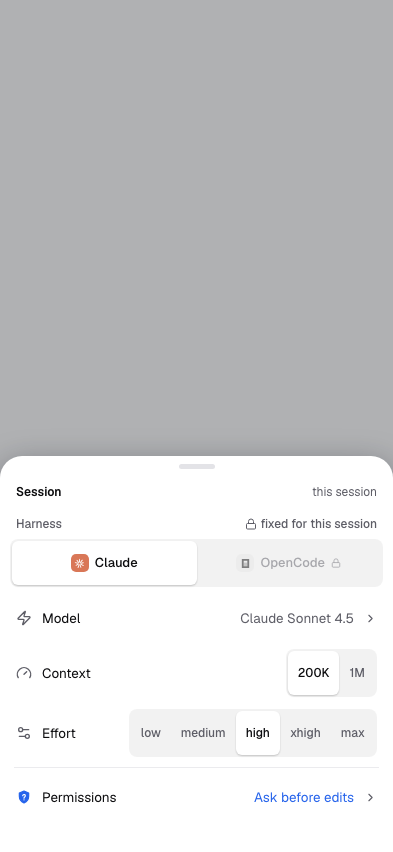 Session this session
Harness fixed for this session
Claude OpenCode
Model Claude Sonnet 4.5
Context 200K 1M
Effort low medium high xhigh max
Permissions Ask before edits